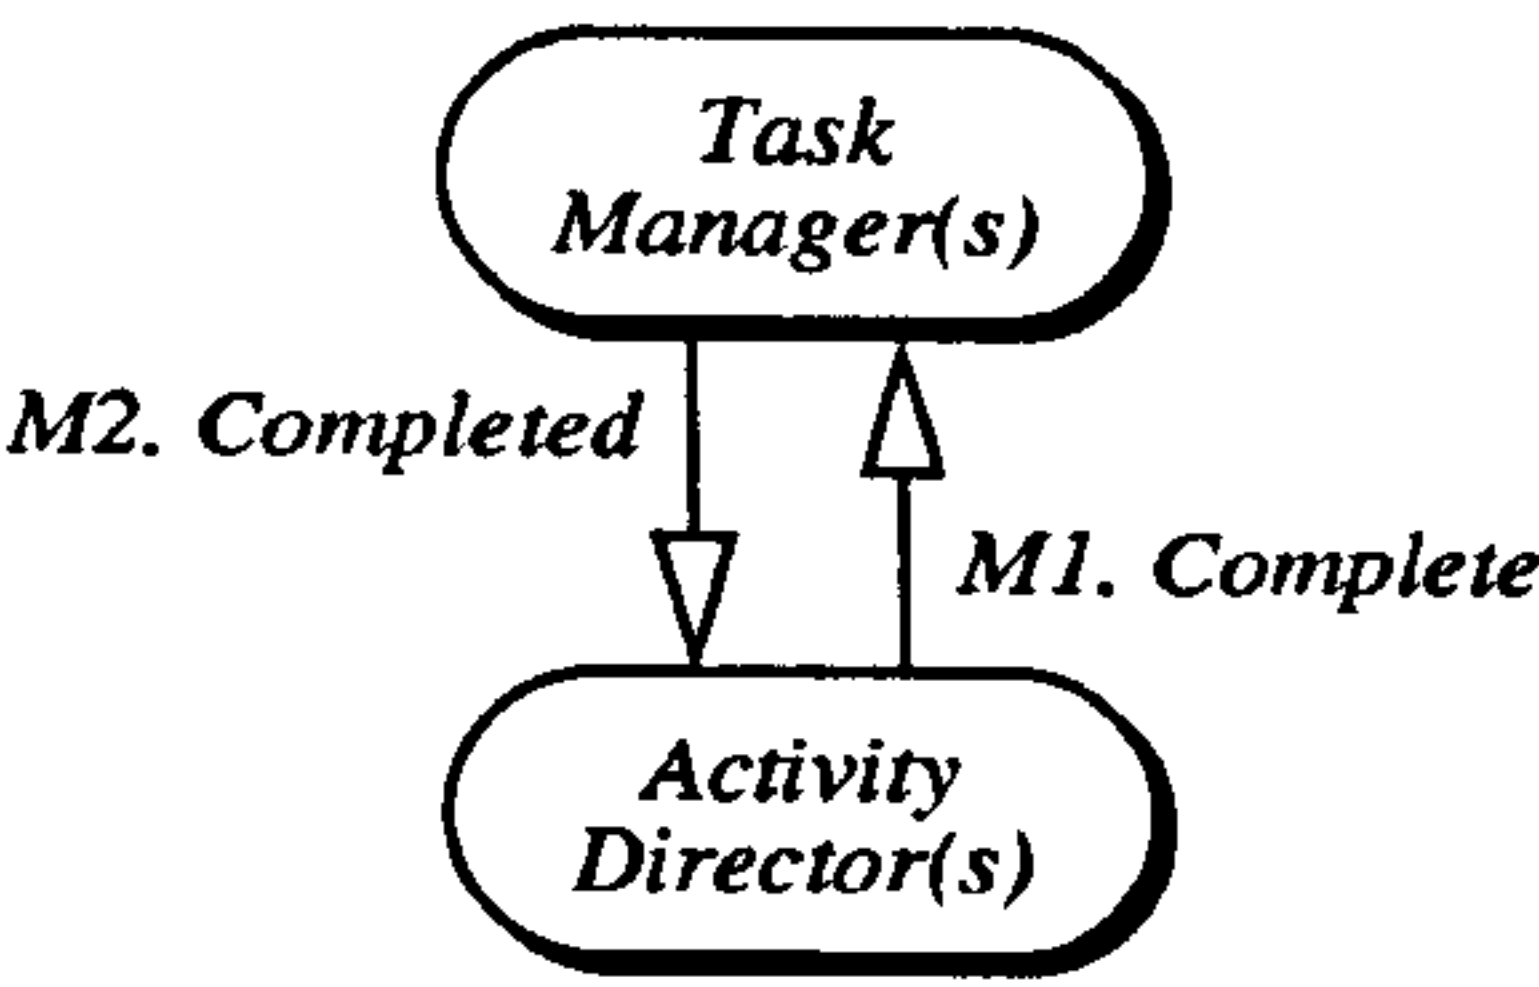 Task
Manager(s)
M2. Completed
M1. Complete
Activity
Director(s)